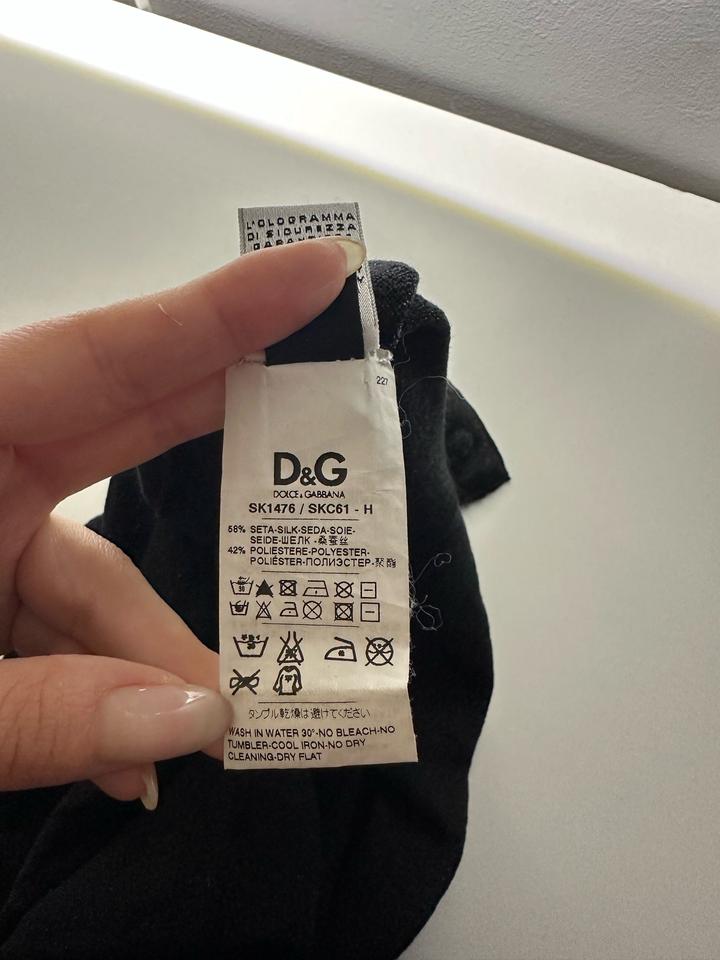 L'OLOGRAMMA
DI SICUREZZA
227
D&G
DOLCE & GABBANA
SK1476 / SKC61 - H
58% SETA-SILK-SEDA-SOIE-
SEIDE-ШЕЛК -桑蚕丝
42% POLIESTERE-POLYESTER-
POLIÉSTER-ПОЛИЭСТЕР-聚酯
タンブル乾燥は避けてください
WASH IN WATER 30°-NO BLEACH-NO
TUMBLER-COOL IRON-NO DRY
CLEANING-DRY FLAT